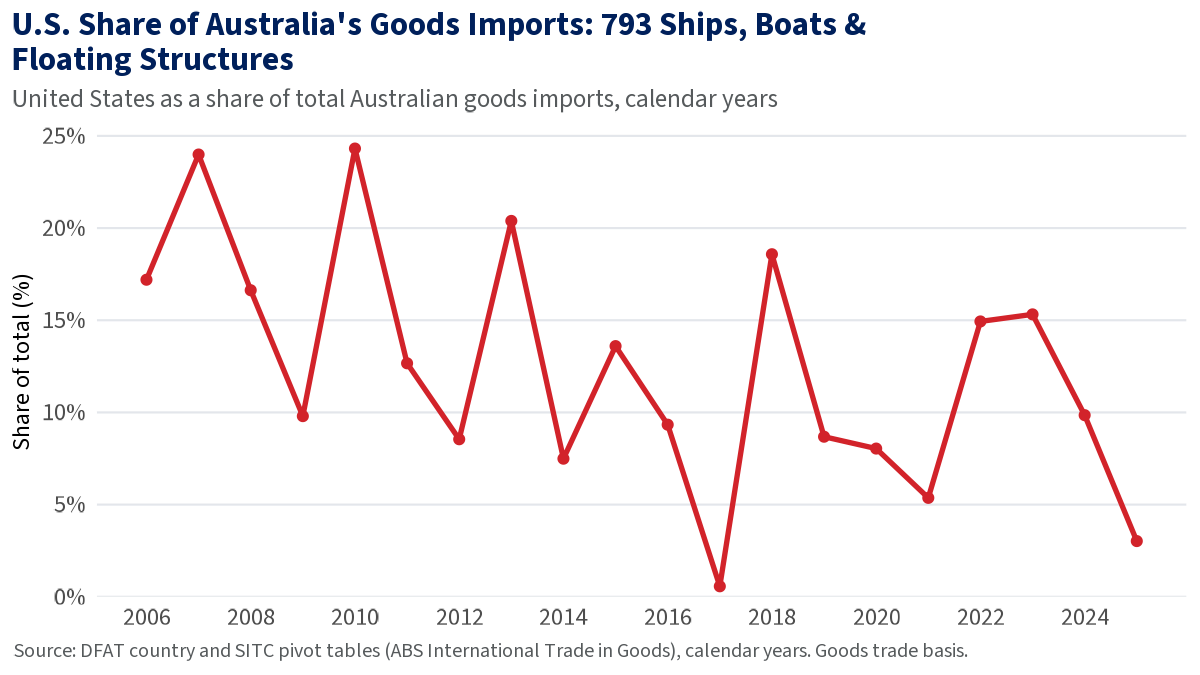 U.S. Share of Australia's Goods Imports: 793 Ships, Boats &
Floating Structures
United States as a share of total Australian goods imports, calendar years
Share of total (%)
25%
20%
15%
10%
5%
0%
2006 2008 2010 2012 2014 2016 2018 2020 2022 2024
Source: DFAT country and SITC pivot tables (ABS International Trade in Goods), calendar years. Goods trade basis.